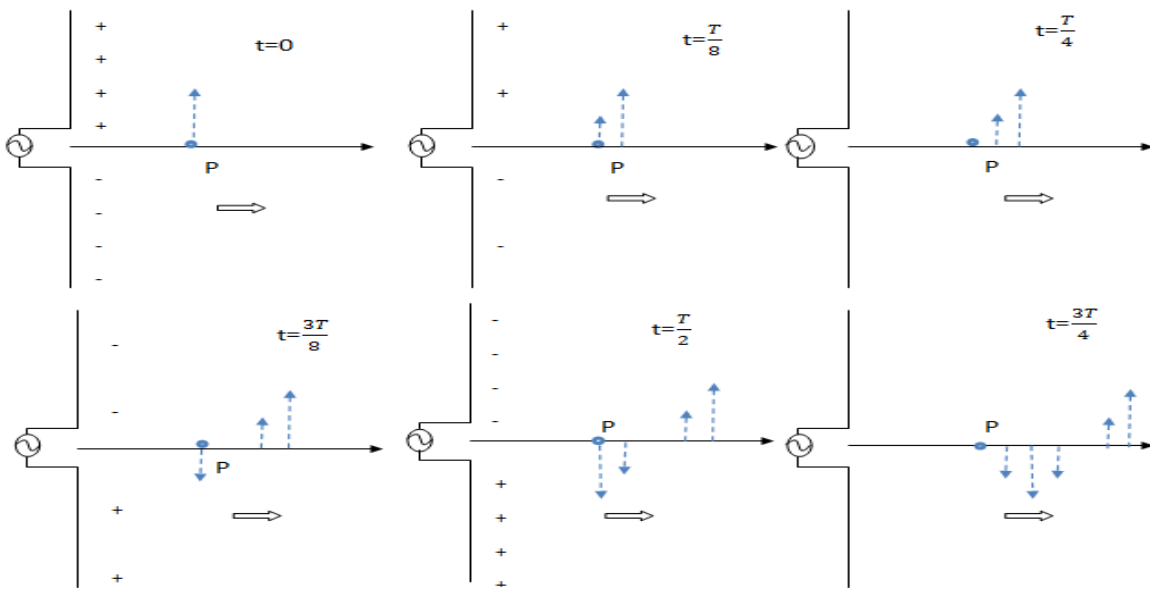 +
+
+
+
t=0
P
-
-
-
-
+
+
t=T/8
P
-
-
t=T/4
P
-
-
t=3T/8
P
+
+
-
-
-
-
t=T/2
P
+
+
+
+
t=3T/4
P